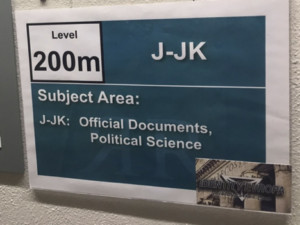 Level
200m
J-JK
Subject Area:
J-JK: Official Documents,
Political Science